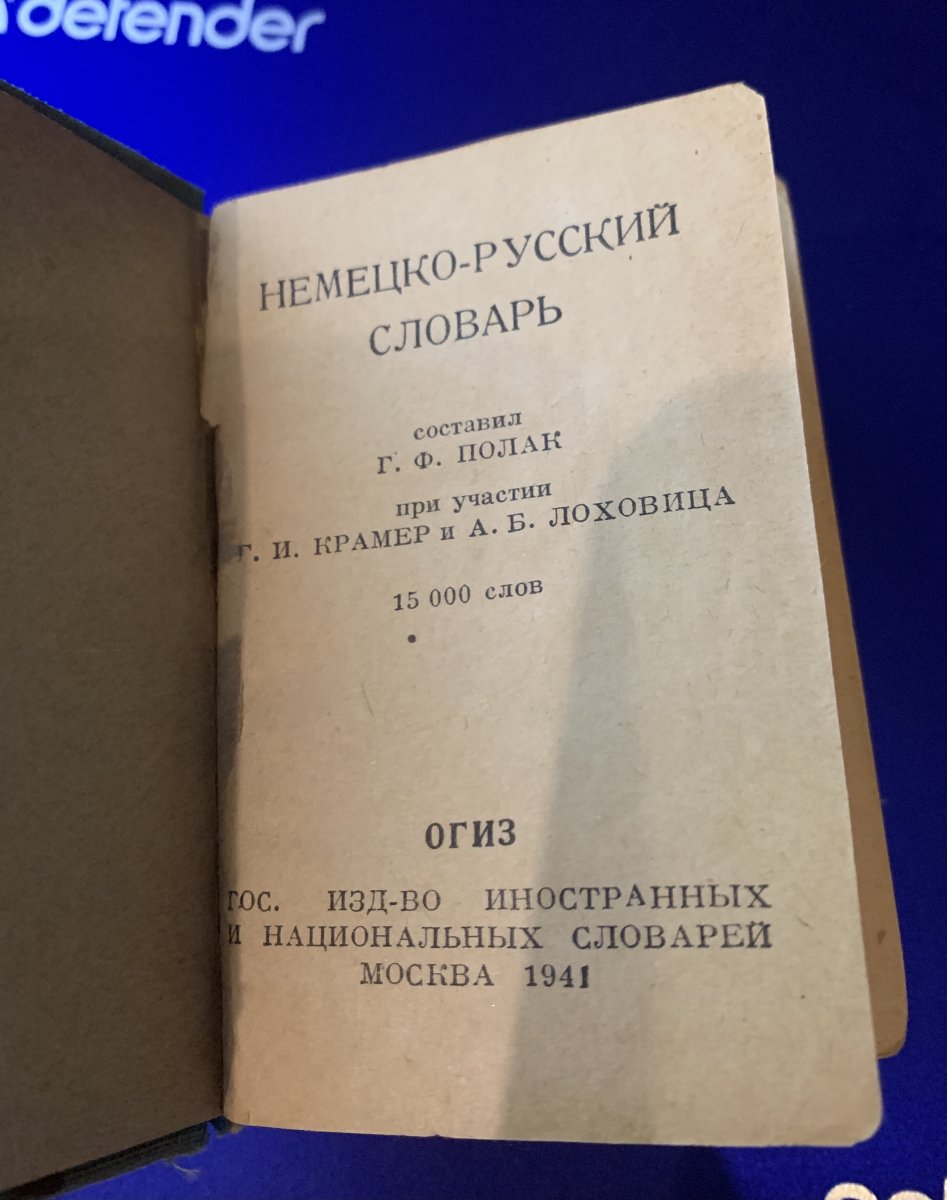 defender
НЕМЕЦКО-РУССКИЙ
СЛОВАРЬ
составил
Г. Ф. ПОЛАК
при участии
Г. И. КРАМЕР и А. Б. ЛОХОВИЦА
15 000 слов
ОГИЗ
ГОС. ИЗД-ВО ИНОСТРАННЫХ
И НАЦИОНАЛЬНЫХ СЛОВАРЕЙ
МОСКВА 1941